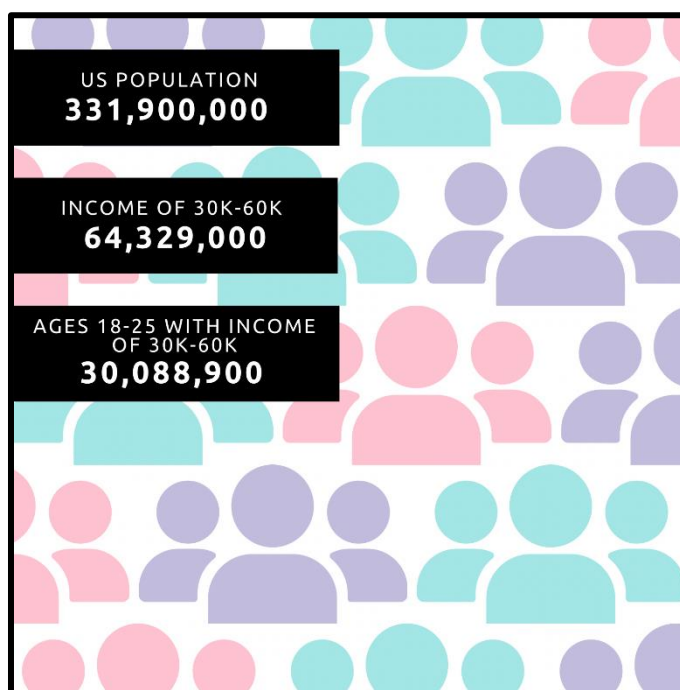 US POPULATION
331,900,000
INCOME OF 30K-60K
64,329,000
AGES 18-25 WITH INCOME
OF 30K-60K
30,088,900